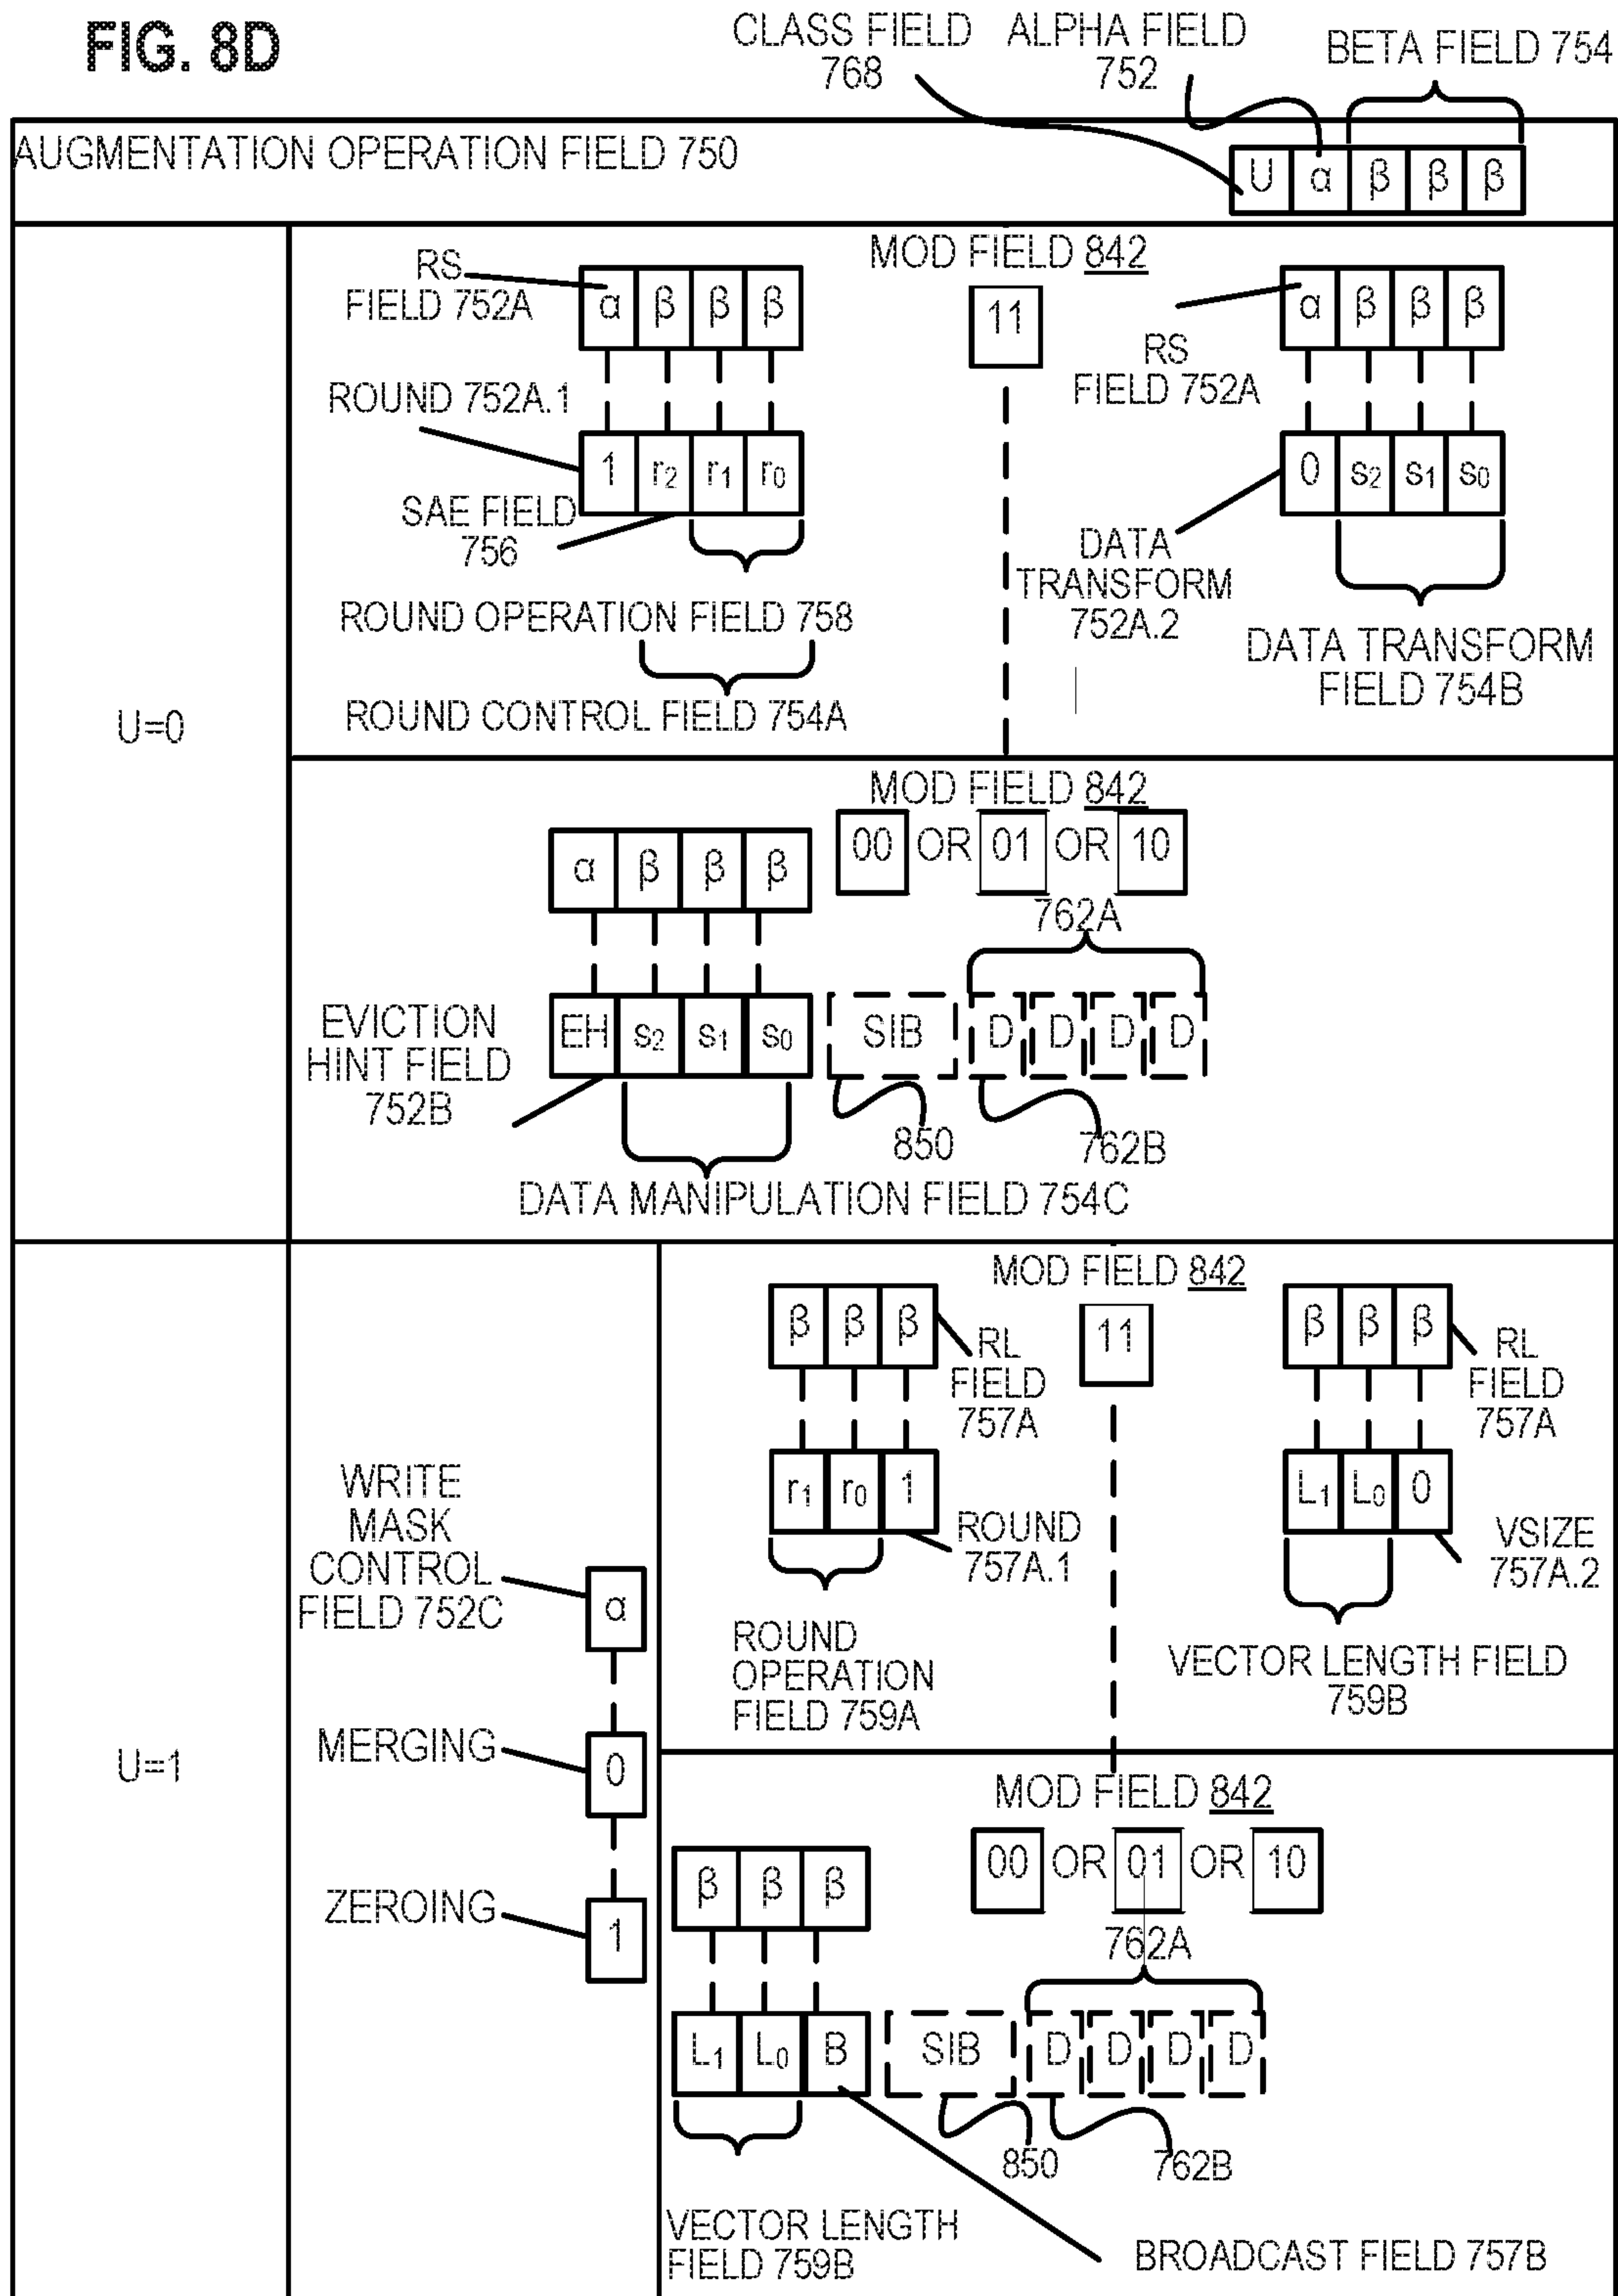 FIG. 8D
CLASS FIELD
768
ALPHA FIELD
752
BETA FIELD 754
AUGMENTATION OPERATION FIELD 750
U α β β β
U=0
MOD FIELD 842
11
RS
FIELD 752A
α β β β
ROUND 752A.1
1 r2 r1 r0
SAE FIELD
756
ROUND OPERATION FIELD 758
ROUND CONTROL FIELD 754A
α β β β
RS
FIELD 752A
0 s2 s1 s0
DATA
TRANSFORM
752A.2
DATA TRANSFORM
FIELD 754B
MOD FIELD 842
00 OR 01 OR 10
α β β β
762A
EVICTION
HINT FIELD
752B
EH s2 s1 s0 SIB D D D D
850
762B
DATA MANIPULATION FIELD 754C
U=1
WRITE
MASK
CONTROL
FIELD 752C
α
MERGING
0
ZEROING
1
MOD FIELD 842
11
β β β
RL
FIELD
757A
r1 r0 1
ROUND
757A.1
ROUND
OPERATION
FIELD 759A
β β β
RL
FIELD
757A
L1 L0 0
VSIZE
757A.2
VECTOR LENGTH FIELD
759B
MOD FIELD 842
00 OR 01 OR 10
β β β
762A
L1 L0 B SIB D D D D
850
762B
VECTOR LENGTH
FIELD 759B
BROADCAST FIELD 757B